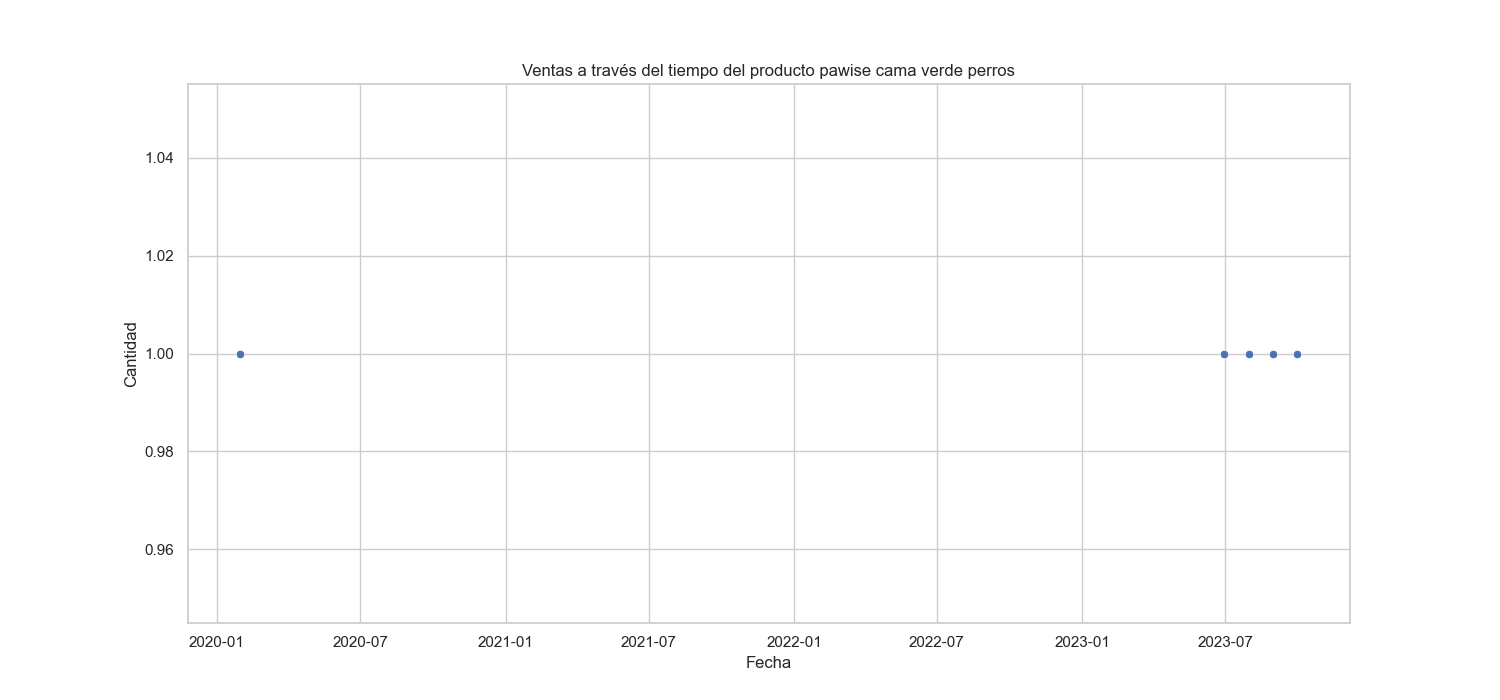 Ventas a través del tiempo del producto pawise cama verde perros
1.04
1.02
1.00
0.98
0.96
Cantidad
2020-01 2020-07 2021-01 2021-07 2022-01 2022-07 2023-01 2023-07
Fecha